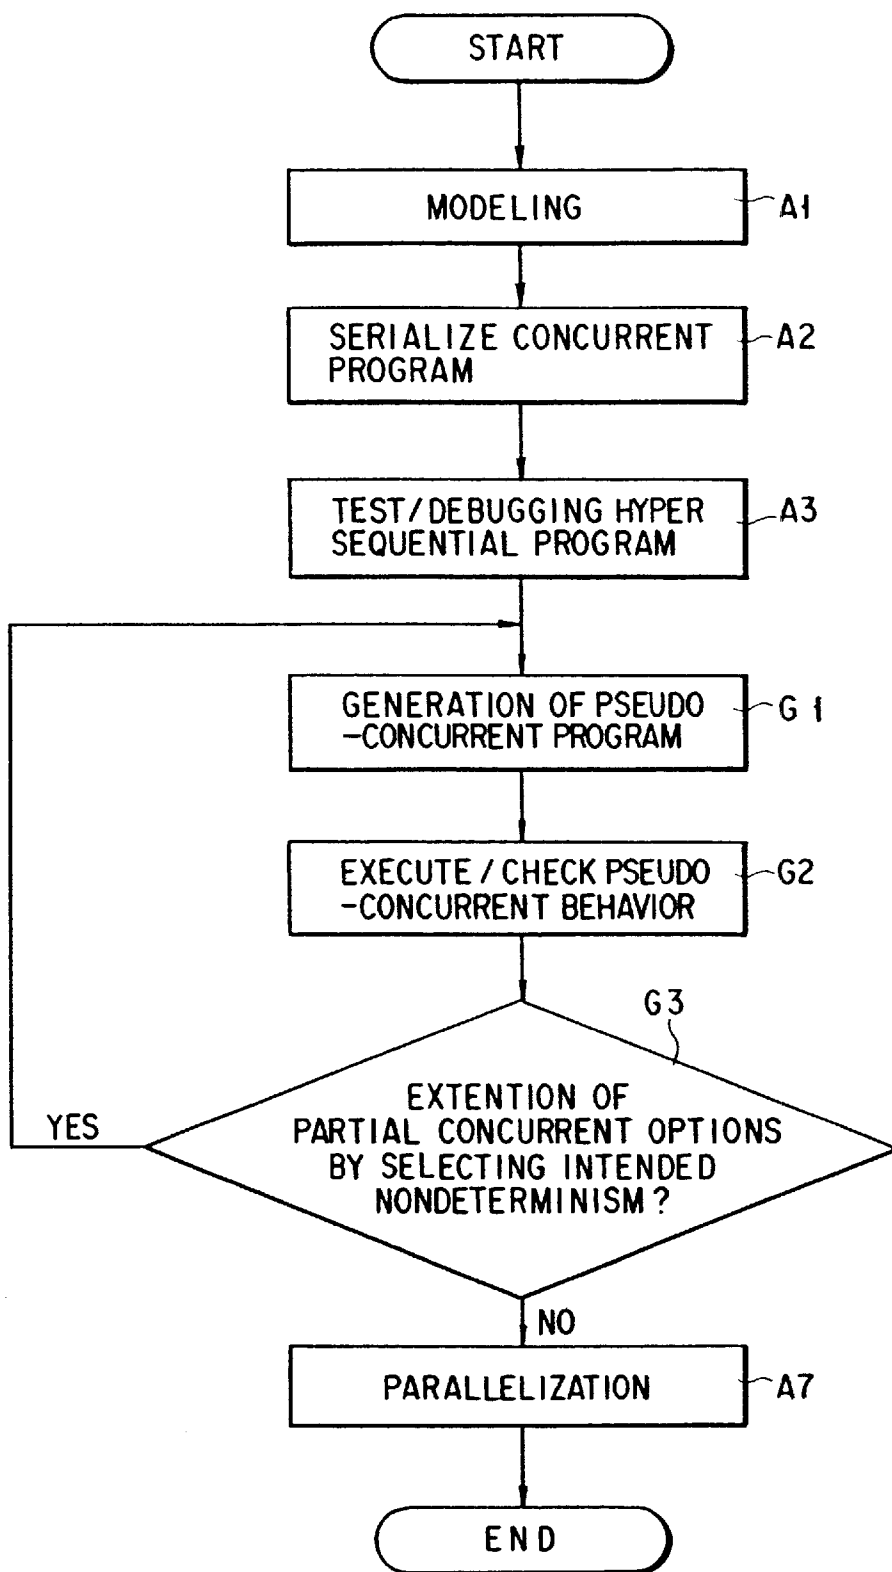 START
MODELING
A1
SERIALIZE CONCURRENT
PROGRAM
A2
TEST/DEBUGGING HYPER
SEQUENTIAL PROGRAM
A3
GENERATION OF PSEUDO
-CONCURRENT PROGRAM
G1
EXECUTE / CHECK PSEUDO
-CONCURRENT BEHAVIOR
G2
G3
EXTENTION OF
PARTIAL CONCURRENT OPTIONS
BY SELECTING INTENDED
NONDETERMINISM?
YES
NO
PARALLELIZATION
A7
END